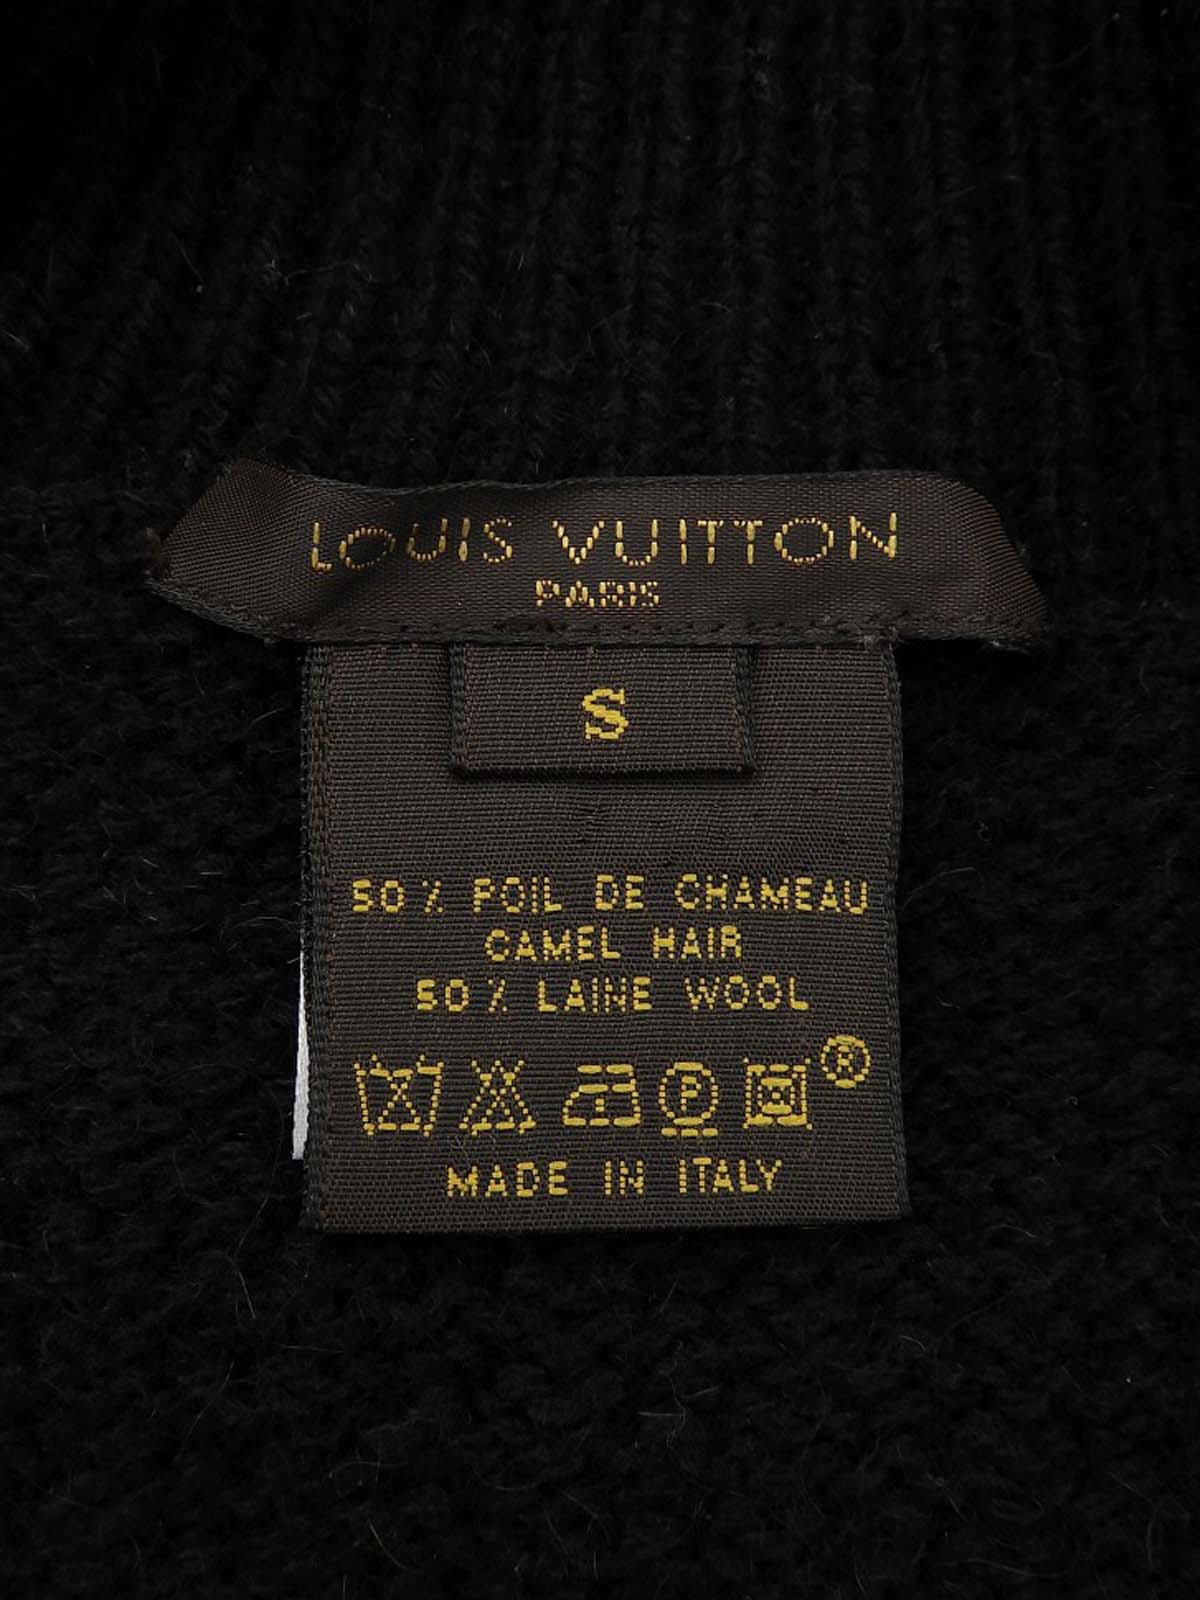 LOUIS VUITTON
PARIS
S
50% POIL DE CHAMEAU
CAMEL HAIR
50% LAINE WOOL
P ®
MADE IN ITALY